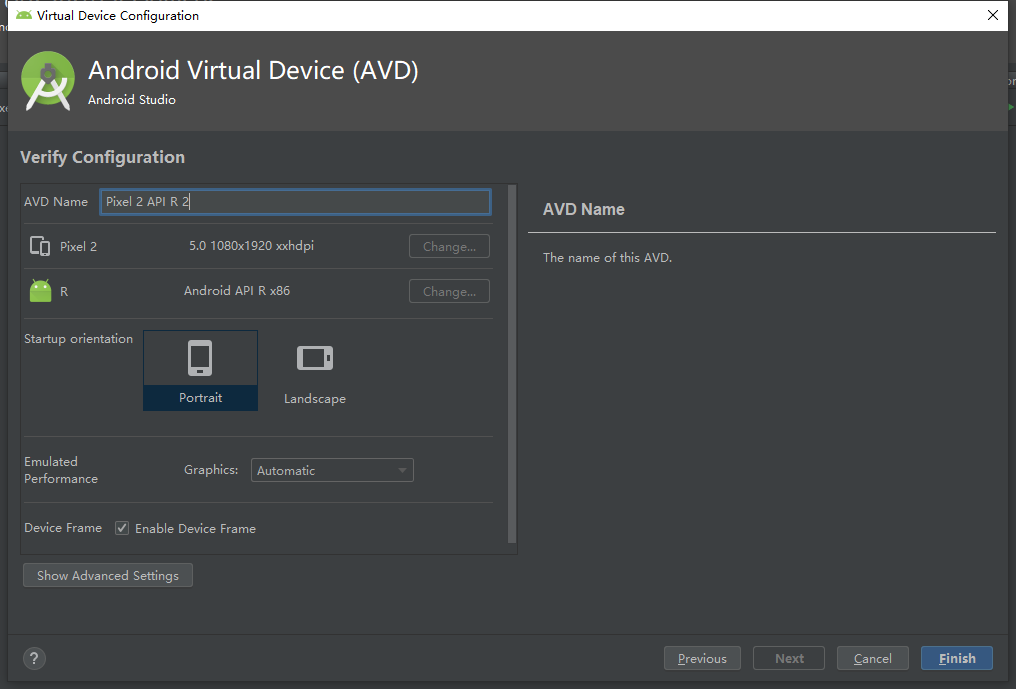 Virtual Device Configuration
Android Virtual Device (AVD)
Android Studio
Verify Configuration
AVD Name Pixel 2 API R 2
Pixel 2 5.0 1080x1920 xxhdpi Change...
R Android API R x86 Change...
Startup orientation
Portrait
Landscape
Emulated
Performance
Graphics: Automatic
Device Frame Enable Device Frame
Show Advanced Settings
AVD Name
The name of this AVD.
?
Previous Next Cancel Finish